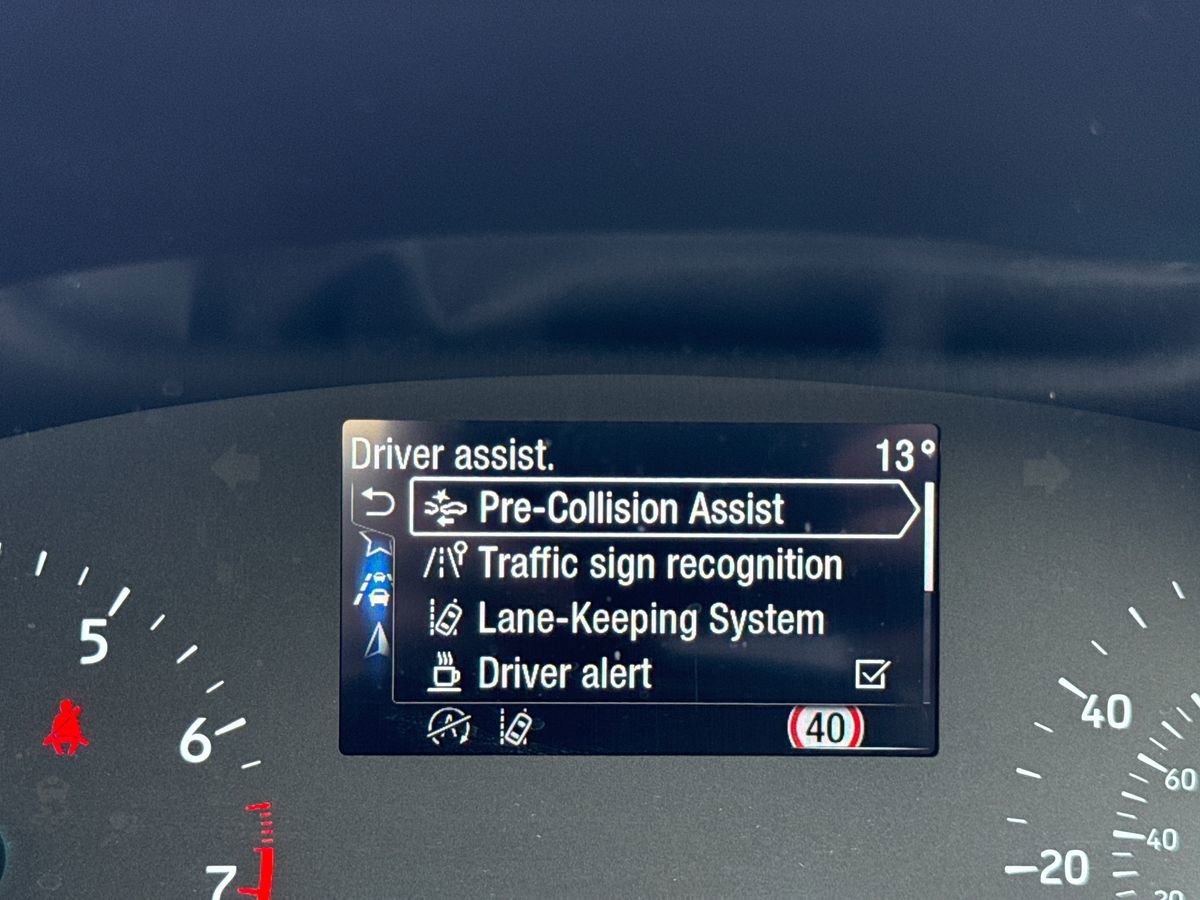 Driver assist. 13°
Pre-Collision Assist
Traffic sign recognition
Lane-Keeping System
Driver alert
A 40
5
6
7
40
20
60
40
20